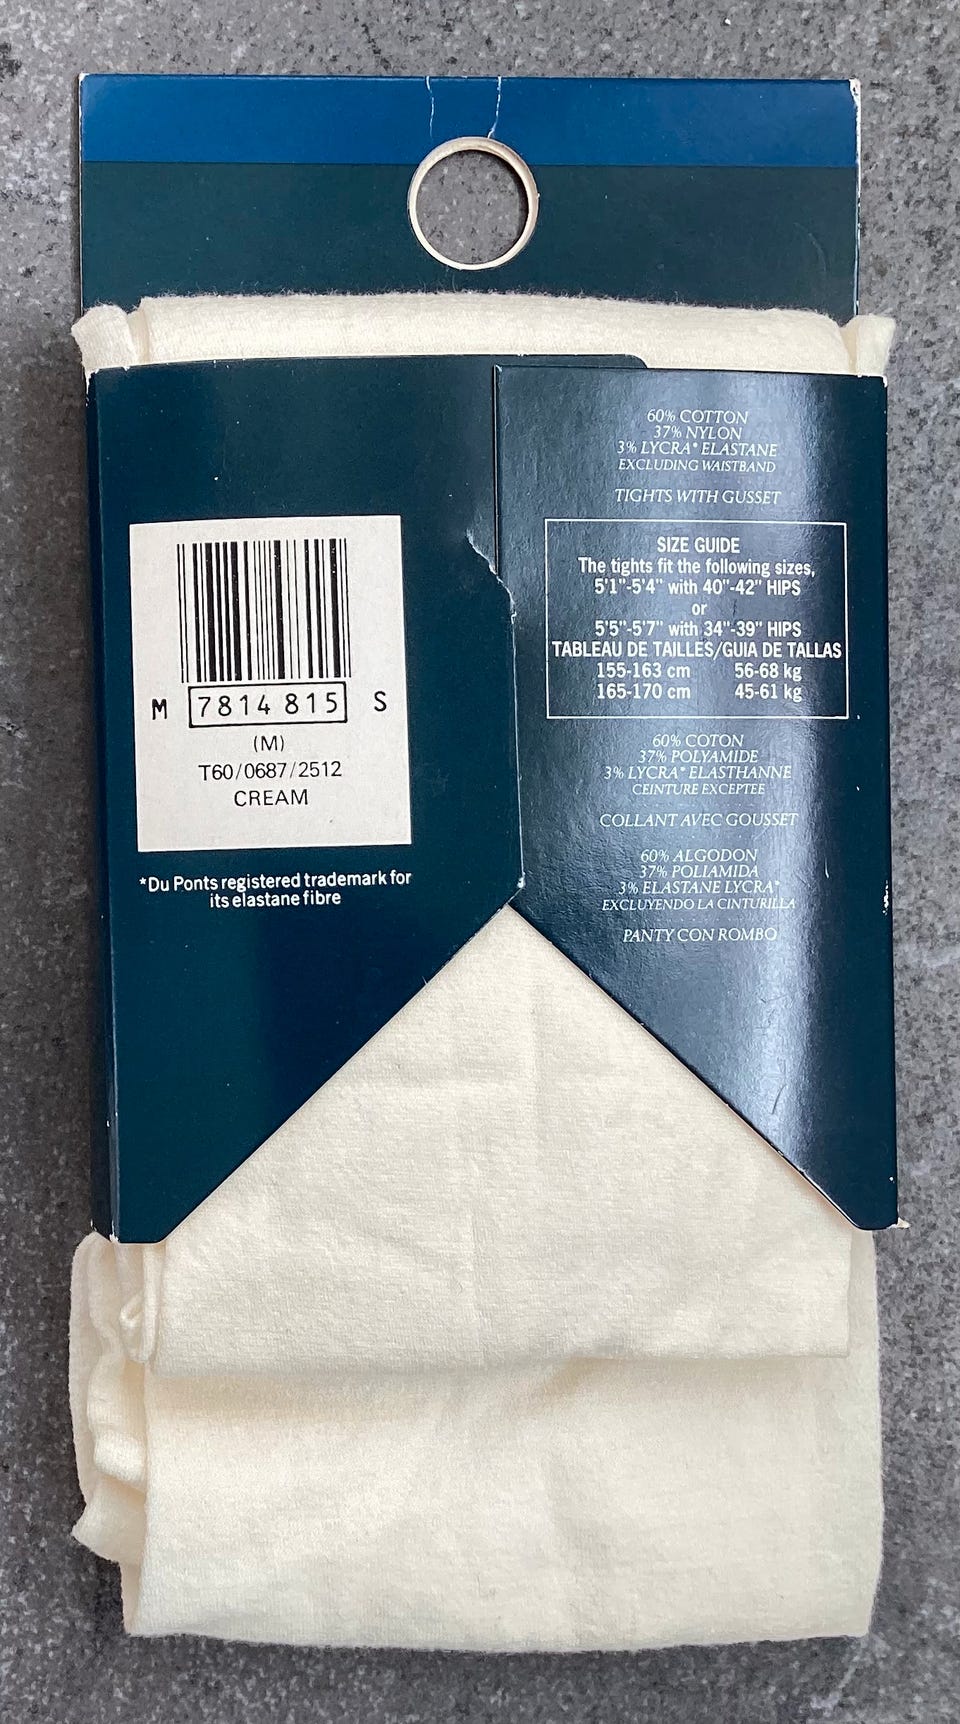 60% COTTON
37% NYLON
3% LYCRA* ELASTANE
EXCLUDING WAISTBAND
TIGHTS WITH GUSSET
SIZE GUIDE
The tights fit the following sizes,
5'1"-5'4" with 40"-42" HIPS
or
5'5"-5'7" with 34"-39" HIPS
TABLEAU DE TAILLES/GUIA DE TALLAS
155-163 cm 56-68 kg
165-170 cm 45-61 kg
60% COTON
37% POLYAMIDE
3% LYCRA* ELASTHANNE
CEINTURE EXCEPTEE
COLLANT AVEC GOUSSET
60% ALGODON
37% POLIAMIDA
3% ELASTANE LYCRA*
EXCLUYENDO LA CINTURILLA
PANTY CON ROMBO
M 7814 815 S
(M)
T60/0687/2512
CREAM
*Du Ponts registered trademark for
its elastane fibre